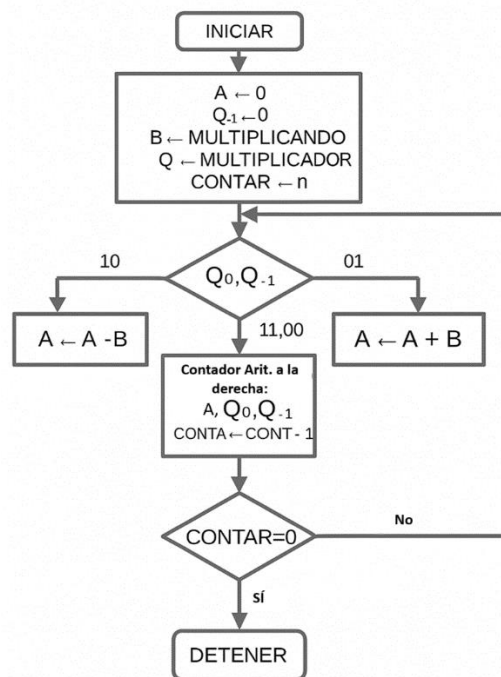 INICIAR
A ← 0
Q-1 ← 0
B ← MULTIPLICANDO
Q ← MULTIPLICADOR
CONTAR ← n
10
Q0,Q-1
01
A ← A -B
11,00
A ← A + B
Contador Arit. a la
derecha:
A, Q0,Q-1
CONTA ← CONT - 1
CONTAR=0
No
SÍ
DETENER